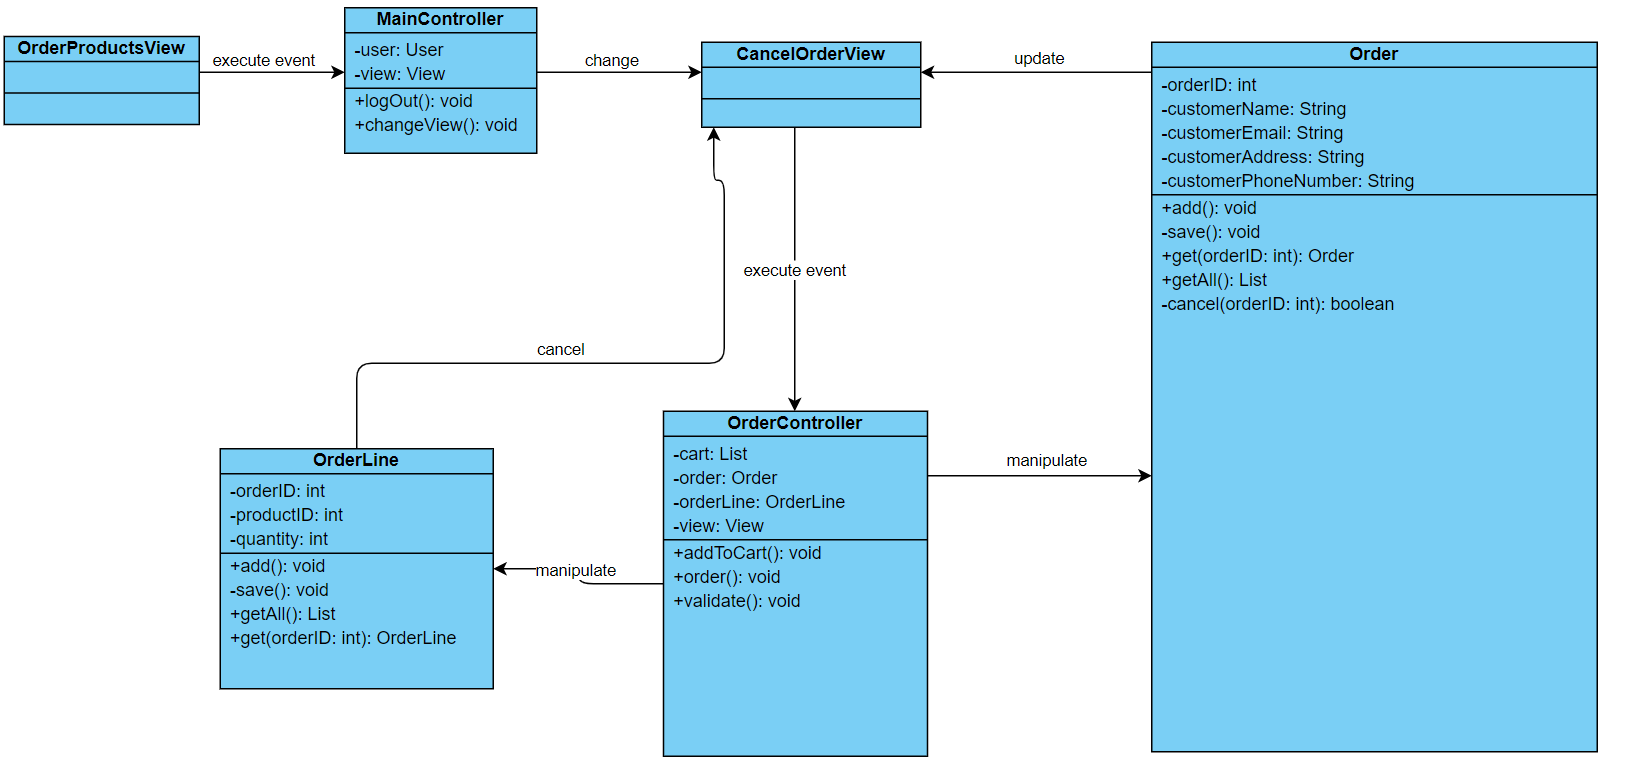 OrderProductsView
execute event
MainController
-user: User
-view: View
+logOut(): void
+changeView(): void
change
CancelOrderView
update
Order
-orderID: int
-customerName: String
-customerEmail: String
-customerAddress: String
-customerPhoneNumber: String
+add(): void
-save(): void
+get(orderID: int): Order
+getAll(): List
-cancel(orderID: int): boolean
execute event
cancel
OrderLine
-orderID: int
-productID: int
-quantity: int
+add(): void
-save(): void
+getAll(): List
+get(orderID: int): OrderLine
manipulate
OrderController
-cart: List
-order: Order
-orderLine: OrderLine
-view: View
+addToCart(): void
+order(): void
+validate(): void
manipulate